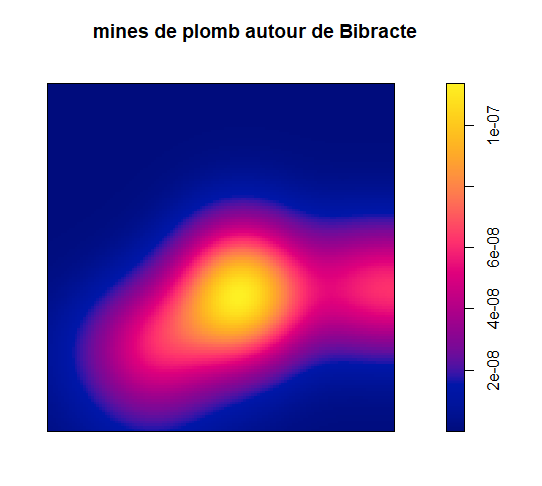 mines de plomb autour de Bibracte
1e-07
6e-08
4e-08
2e-08